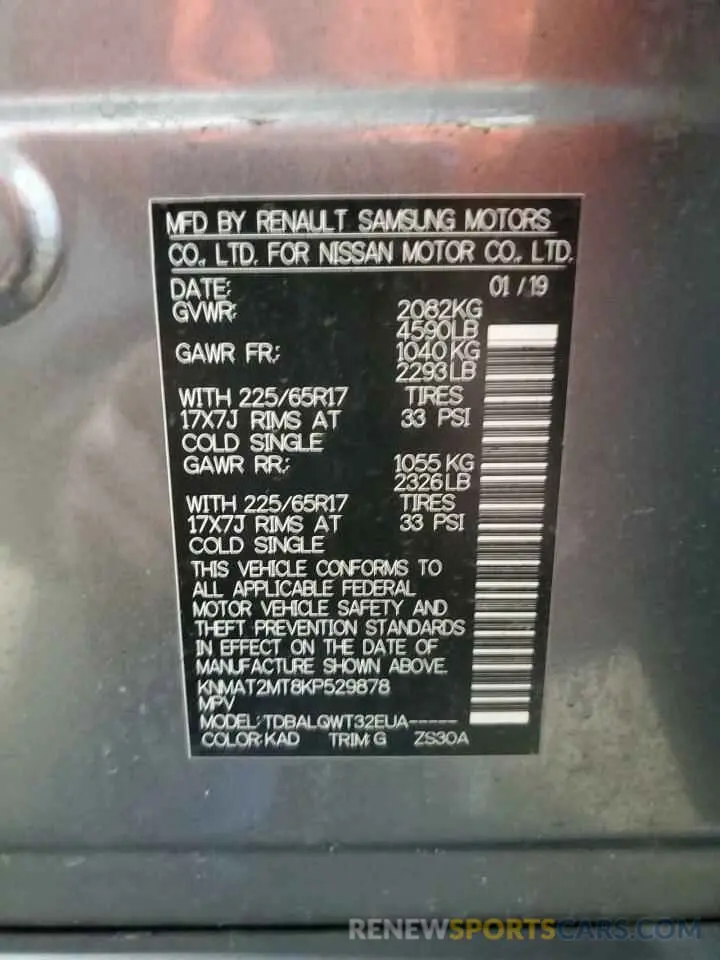 MFD BY RENAULT SAMSUNG MOTORS
CO., LTD. FOR NISSAN MOTOR CO., LTD.
DATE: 01 / 19
GVWR: 2082KG
4590LB
GAWR FR.: 1040 KG
2293LB
WITH 225/65R17 TIRES
17X7J RIMS AT 33 PSI
COLD SINGLE
GAWR RR.: 1055 KG
2326LB
WITH 225/65R17 TIRES
17X7J RIMS AT 33 PSI
COLD SINGLE
THIS VEHICLE CONFORMS TO
ALL APPLICABLE FEDERAL
MOTOR VEHICLE SAFETY AND
THEFT PREVENTION STANDARDS
IN EFFECT ON THE DATE OF
MANUFACTURE SHOWN ABOVE.
KNMAT2MT8KP529878
MPV
MODEL:TDBALQWT32EUA-----
COLOR:KAD TRIM:G ZS30A
RENEWSPORTSCARS.COM